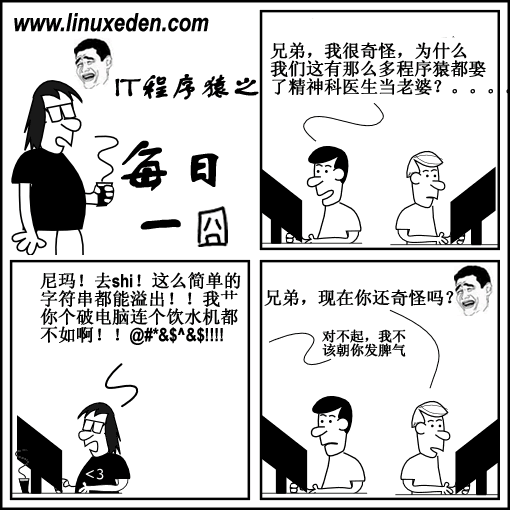 www.linuxeden.com
IT程序猿之
每日
一囧
兄弟，我很奇怪，为什么
我们这有那么多程序猿都娶
了精神科医生当老婆？。。。。
尼玛！去shi！这么简单的
字符串都能溢出！！我艹
你个破电脑连个饮水机都
不如啊！！@#*&$^&$!!!!
<3
兄弟，现在你还奇怪吗？
对不起，我不
该朝你发脾气